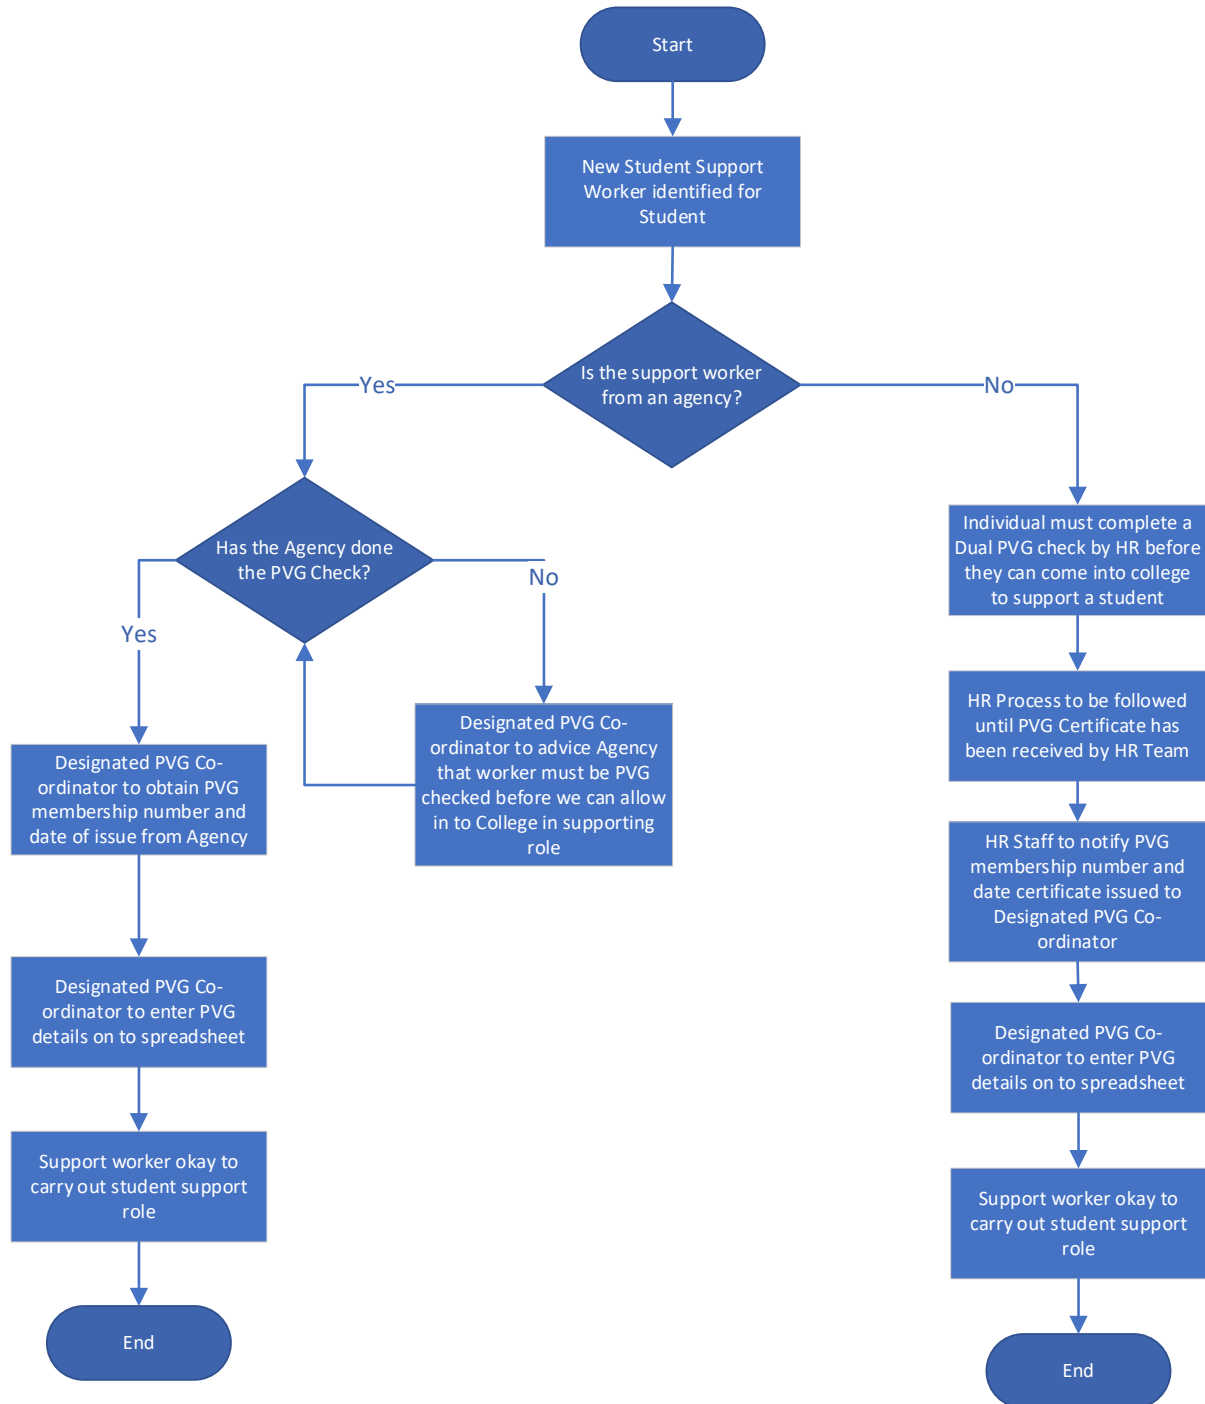 Start
New Student Support
Worker identified for
Student
Is the support worker
from an agency?
Yes
No
Has the Agency done
the PVG Check?
Yes
No
Designated PVG Co-
ordinator to obtain PVG
membership number and
date of issue from Agency
Designated PVG Co-
ordinator to advice Agency
that worker must be PVG
checked before we can allow
in to College in supporting
role
Designated PVG Co-
ordinator to enter PVG
details on to spreadsheet
Support worker okay to
carry out student support
role
End
Individual must complete a
Dual PVG check by HR before
they can come into college
to support a student
HR Process to be followed
until PVG Certificate has
been received by HR Team
HR Staff to notify PVG
membership number and
date certificate issued to
Designated PVG Co-
ordinator
Designated PVG Co-
ordinator to enter PVG
details on to spreadsheet
Support worker okay to
carry out student support
role
End